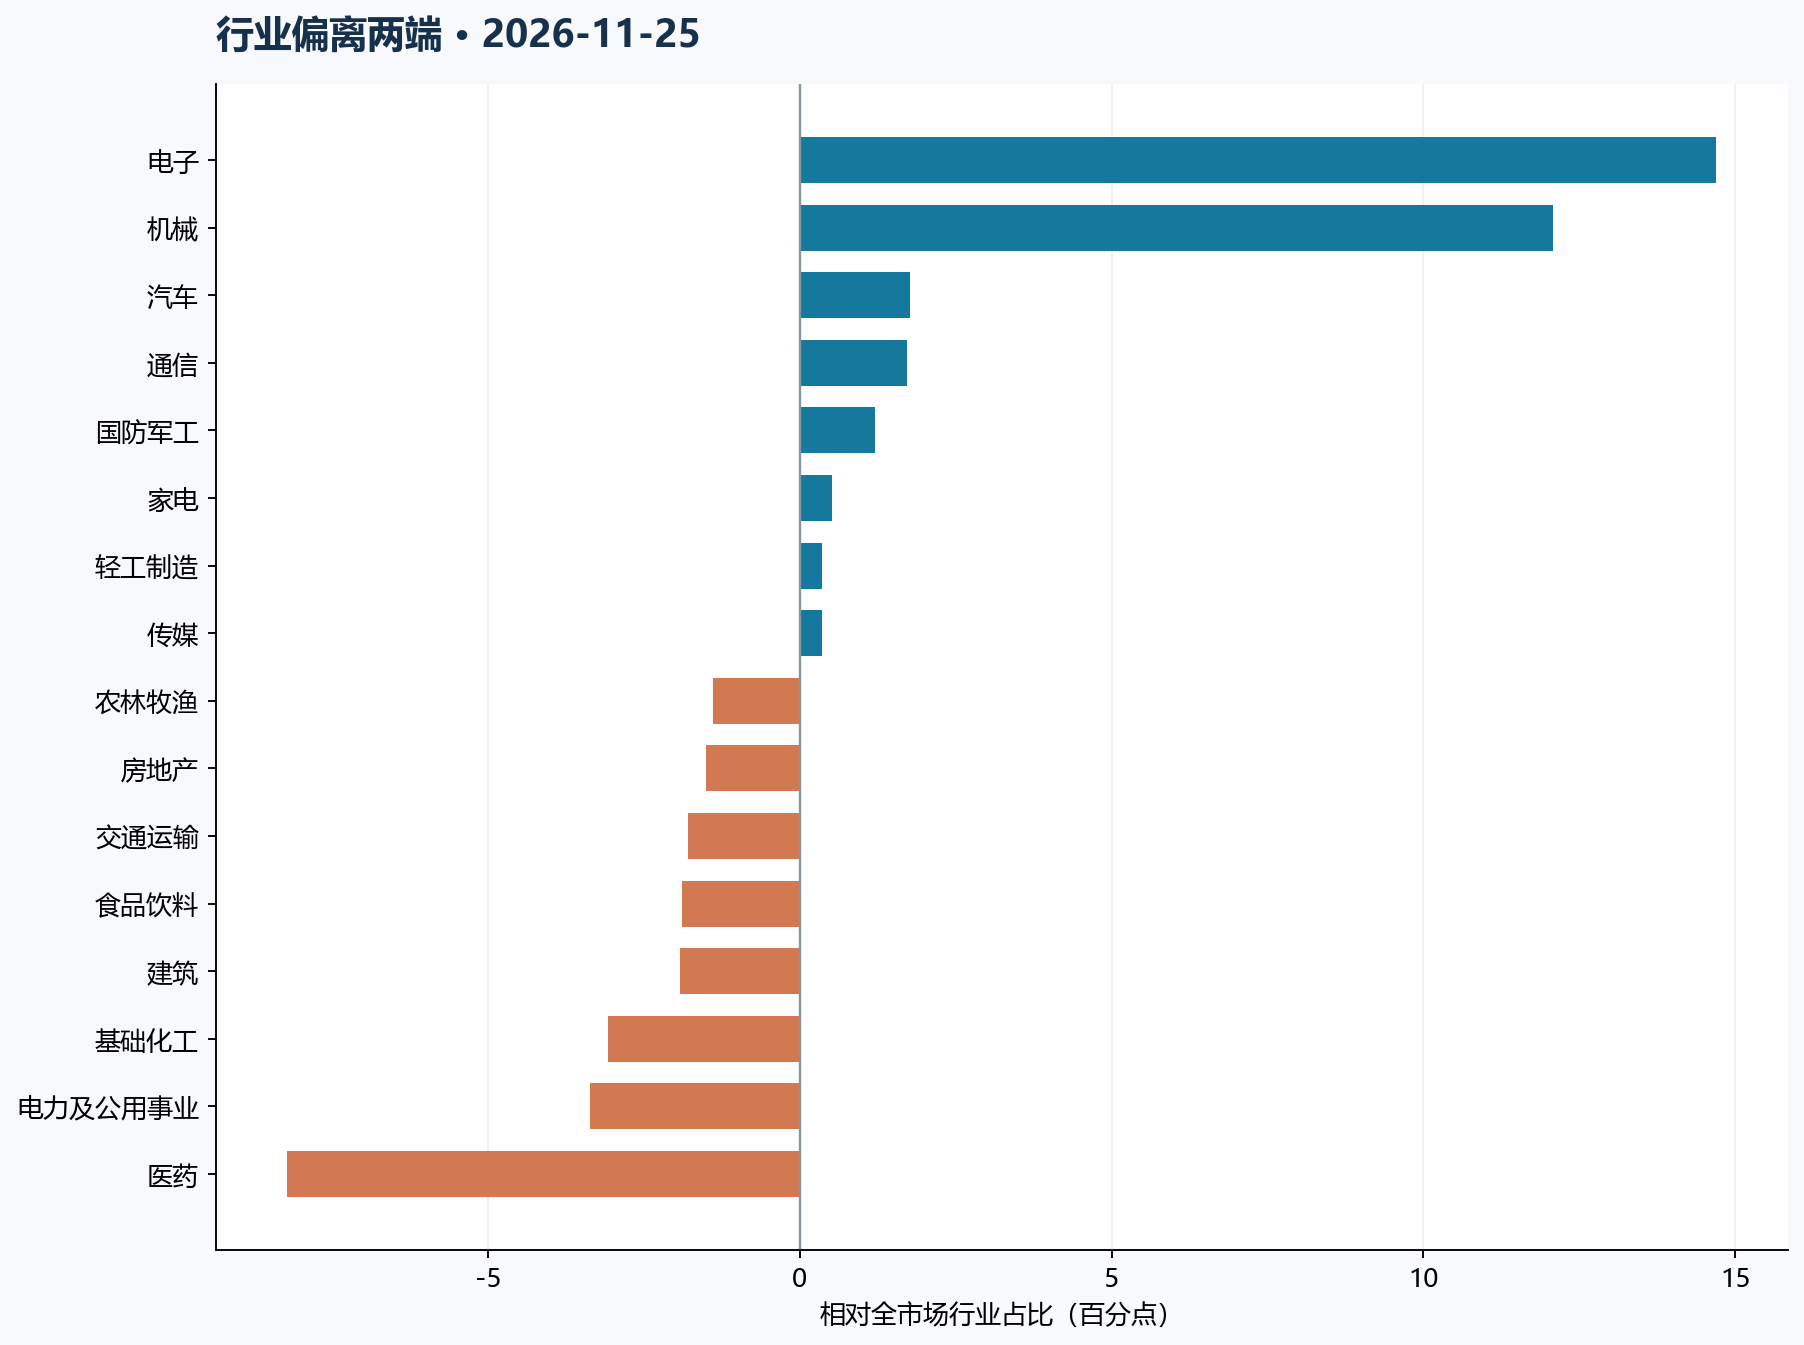 行业偏离两端 • 2026-11-25
电子
机械
汽车
通信
国防军工
家电
轻工制造
传媒
农林牧渔
房地产
交通运输
食品饮料
建筑
基础化工
电力及公用事业
医药
-5 0 5 10 15
相对全市场行业占比（百分点）